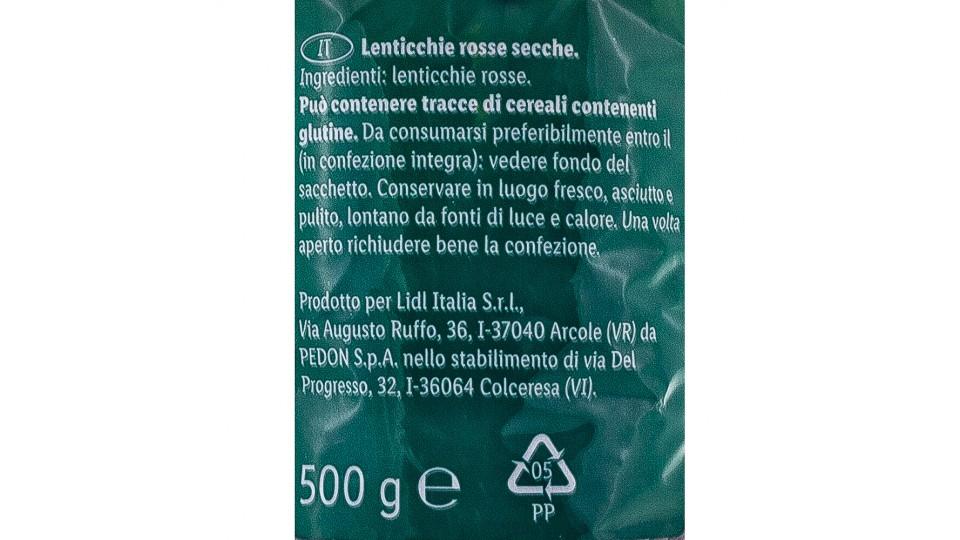 IT Lenticchie rosse secche.
Ingredienti: lenticchie rosse.
Può contenere tracce di cereali contenenti
glutine. Da consumarsi preferibilmente entro il
(in confezione integra): vedere fondo del
sacchetto. Conservare in luogo fresco, asciutto e
pulito, lontano da fonti di luce e calore. Una volta
aperto richiudere bene la confezione.
Prodotto per Lidl Italia S.r.l.,
Via Augusto Ruffo, 36, I-37040 Arcole (VR) da
PEDON S.p.A. nello stabilimento di via Del
Progresso, 32, I-36064 Colceresa (VI).
500 g e
05
PP